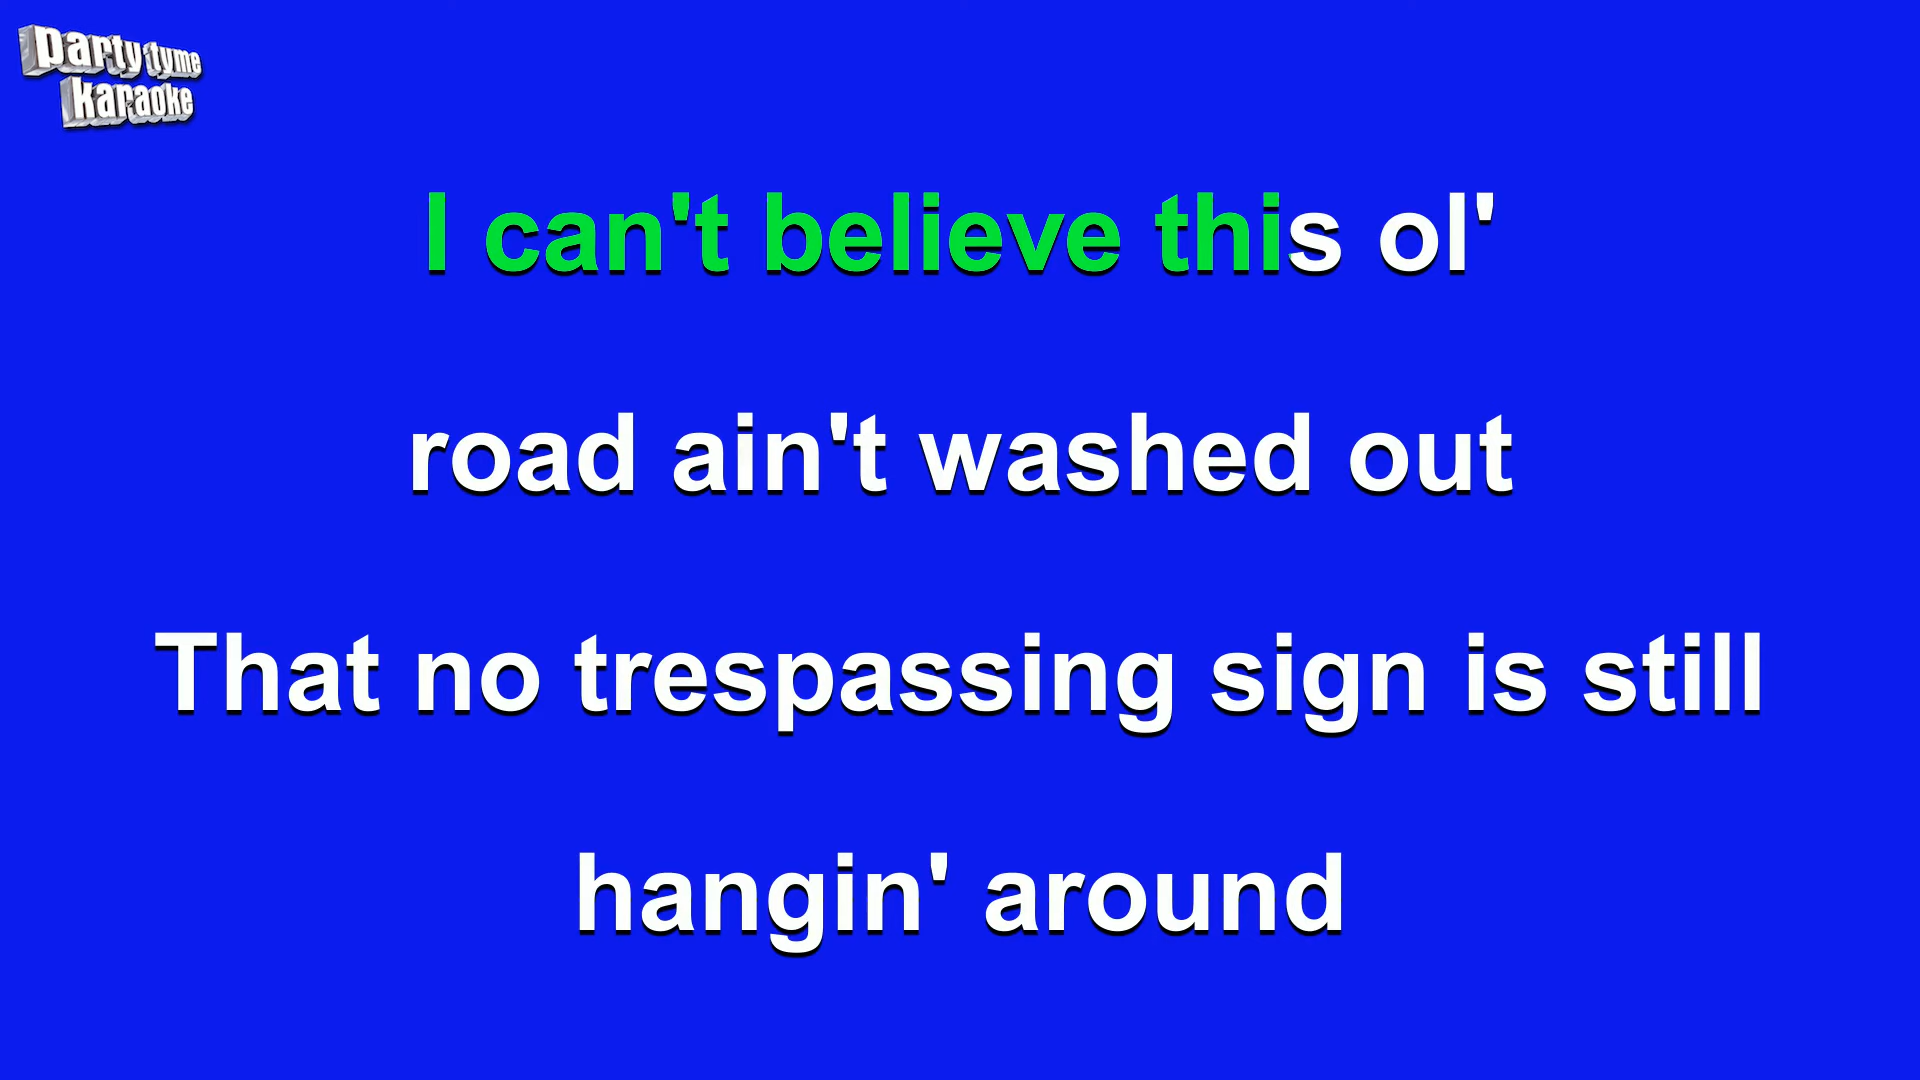 party tyme
karaoke
I can't believe this ol'
road ain't washed out
That no trespassing sign is still
hangin' around